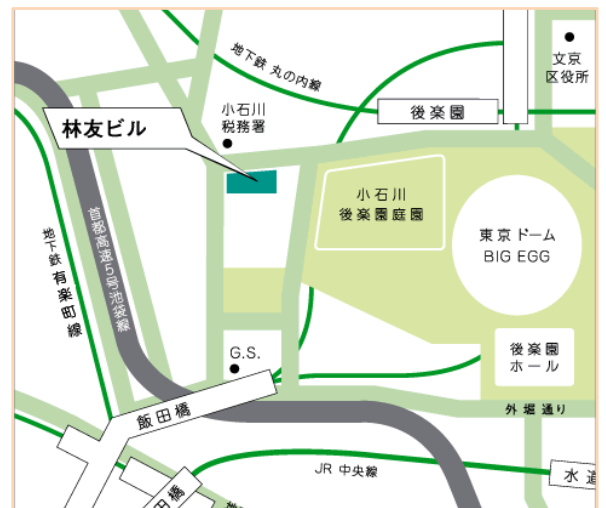 地下鉄 丸の内線
文京
区役所
後楽園
小石川
税務署
林友ビル
小石川
後楽園庭園
東京ドーム
BIG EGG
首都高速5号池袋線
地下鉄 有楽町線
G.S.
後楽園
ホール
飯田橋
外堀通り
JR 中央線
水道
田橋